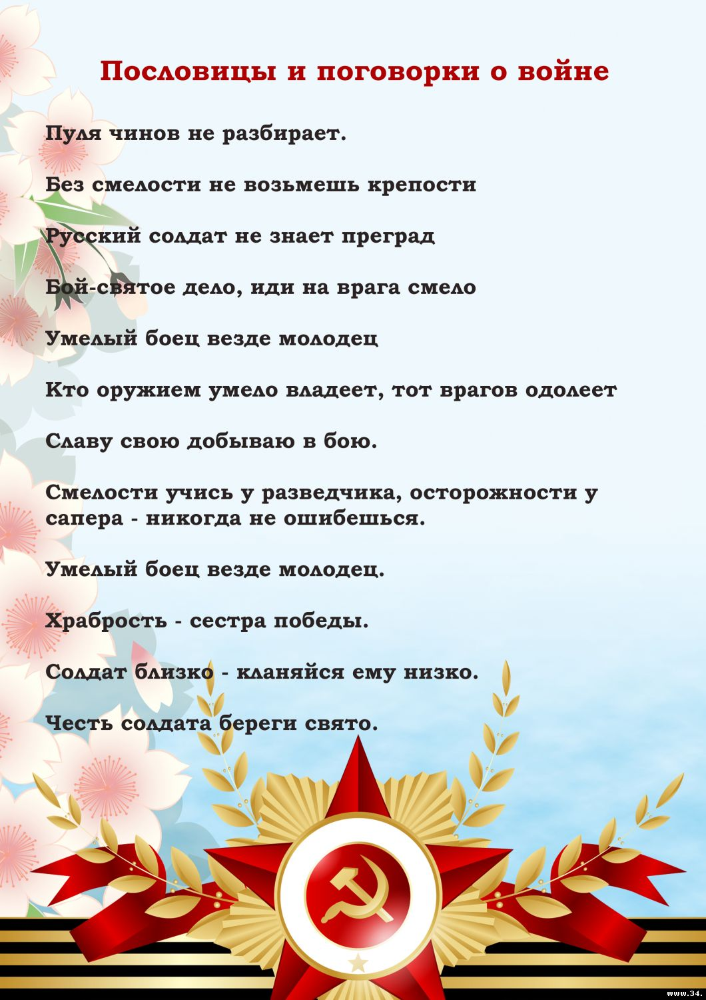 Пословицы и поговорки о войне
Пуля чинов не разбирает.
Без смелости не возьмешь крепости
Русский солдат не знает преград
Бой-святое дело, иди на врага смело
Умелый боец везде молодец
Кто оружием умело владеет, тот врагов одолеет
Славу свою добываю в бою.
Смелости учись у разведчика, осторожности у
сапера - никогда не ошибешься.
Умелый боец везде молодец.
Храбрость - сестра победы.
Солдат близко - кланяйся ему низко.
Честь солдата береги свято.
www.34.